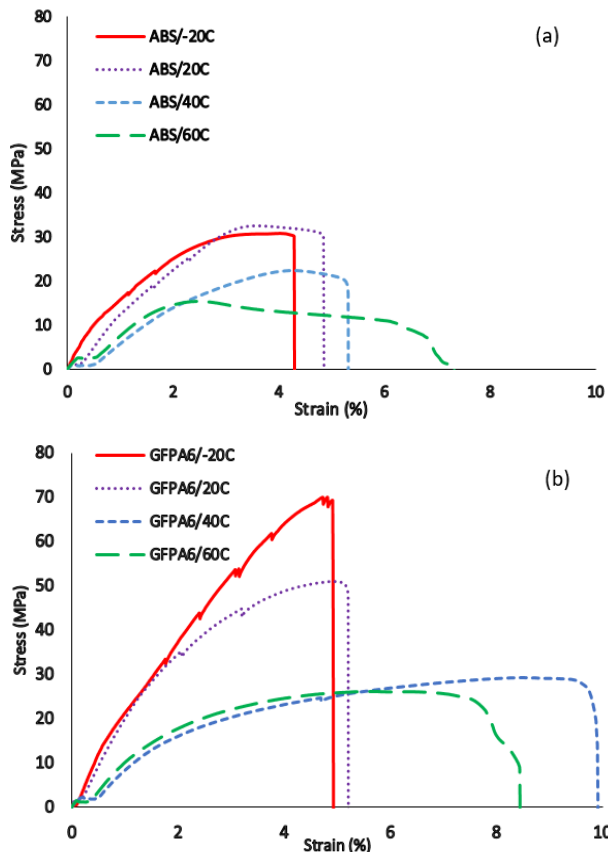 80
70
60
50
40
30
20
10
0
Stress (MPa)
ABS/-20C
ABS/20C
ABS/40C
ABS/60C
(a)
0 2 4 6 8 10
Strain (%)
80
70
60
50
40
30
20
10
0
Stress (MPa)
GFPA6/-20C
GFPA6/20C
GFPA6/40C
GFPA6/60C
(b)
0 2 4 6 8 10
Strain (%)